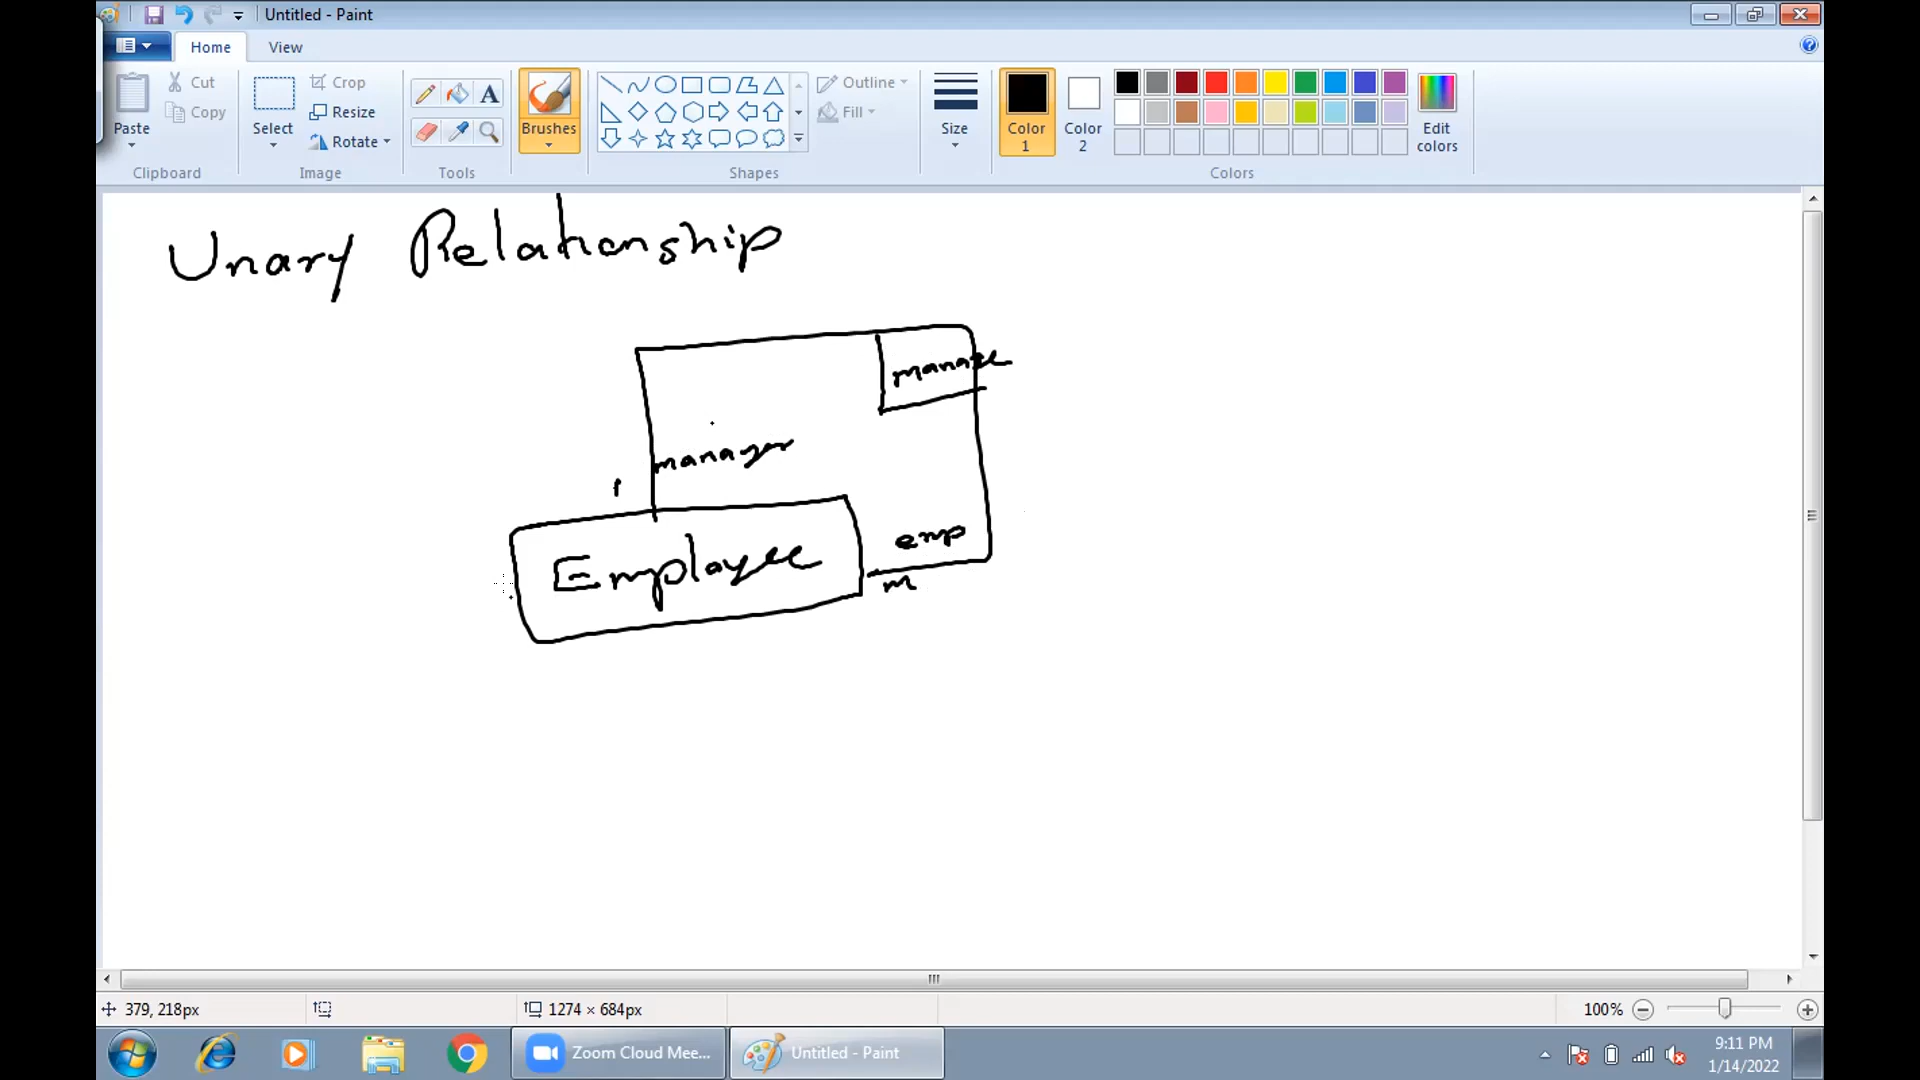 Untitled - Paint
Home View
Paste Cut Copy Select Crop Resize Rotate Brushes Outline Fill Size Color 1 Color 2 Edit colors
Clipboard Image Tools Shapes Colors
Unary Relationship
manage
manager
1
emp
Employee
m
379, 218px 1274 × 684px 100%
Zoom Cloud Mee... Untitled - Paint 9:11 PM
1/14/2022